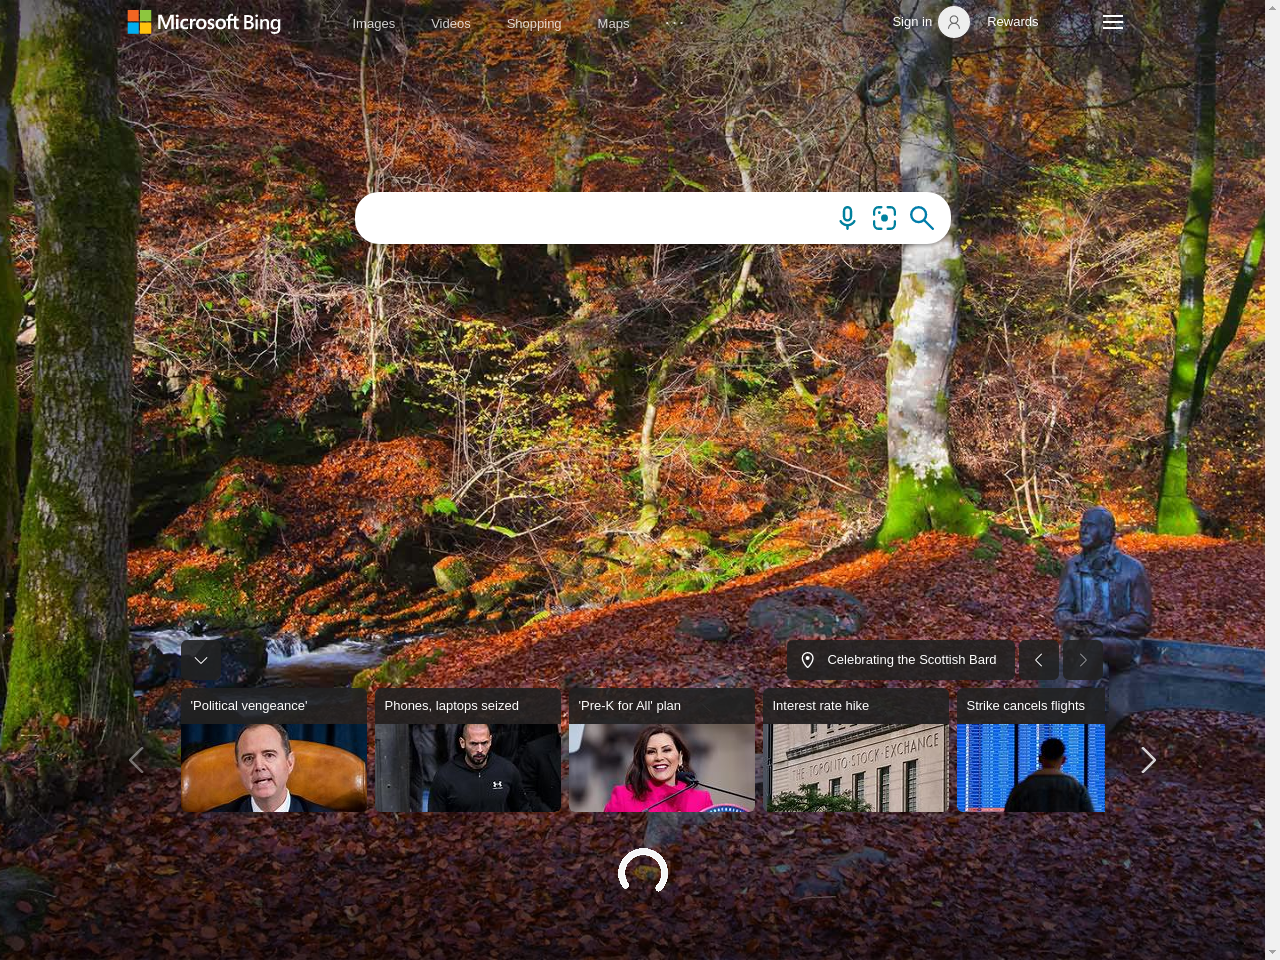 Microsoft Bing
Images Videos Shopping Maps ...
Sign in Rewards
Celebrating the Scottish Bard
'Political vengeance'
Phones, laptops seized
'Pre-K for All' plan
Interest rate hike
Strike cancels flights
THE TORONTO STOCK EXCHANGE